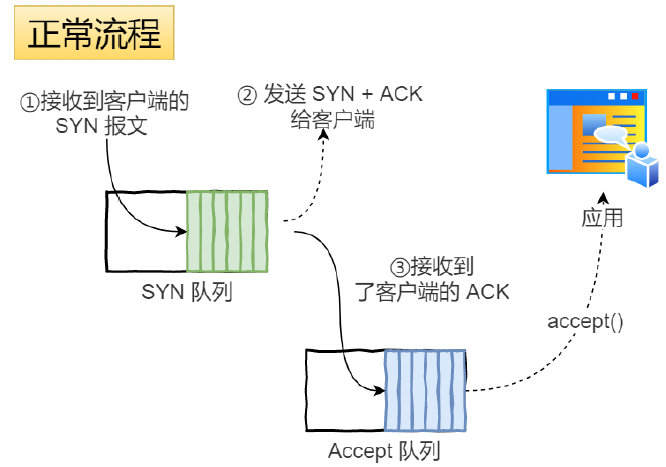 正常流程
①接收到客户端的
SYN 报文
② 发送 SYN + ACK
给客户端
应用
SYN 队列
③接收到
了客户端的 ACK
accept()
Accept 队列